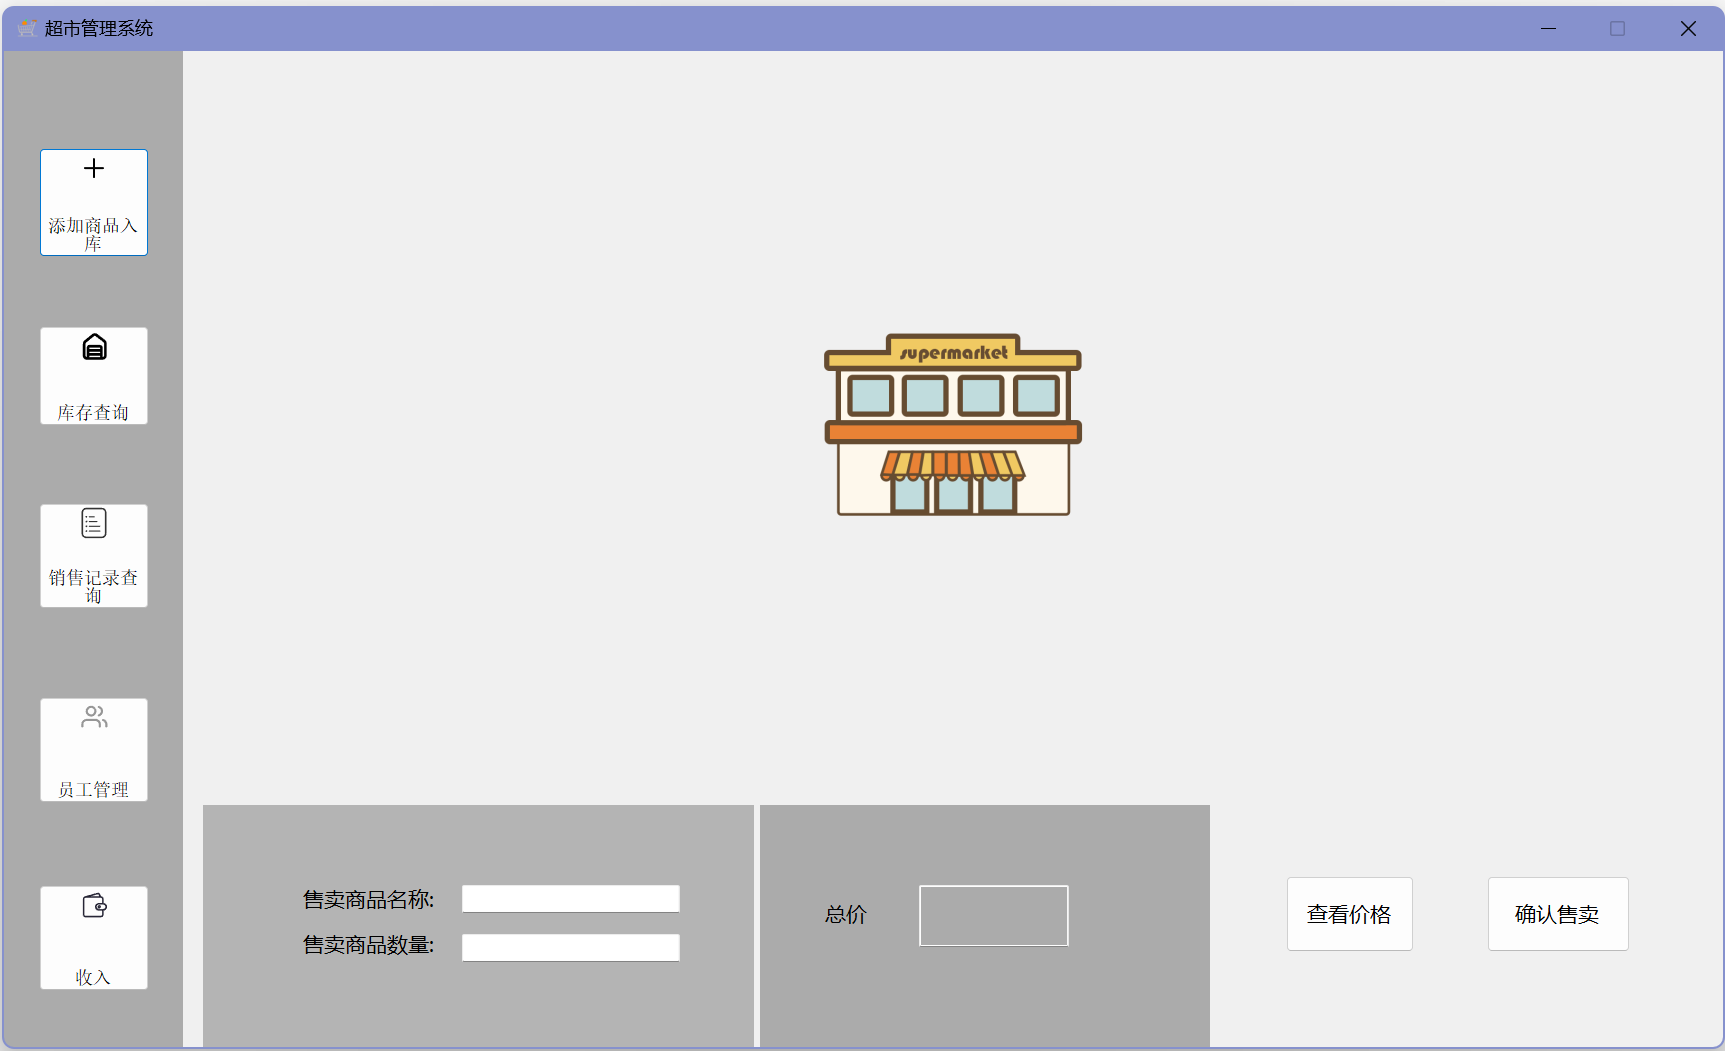 超市管理系统
添加商品入
库
库存查询
销售记录查
询
员工管理
收入
supermarket
售卖商品名称:
售卖商品数量:
总价
查看价格
确认售卖